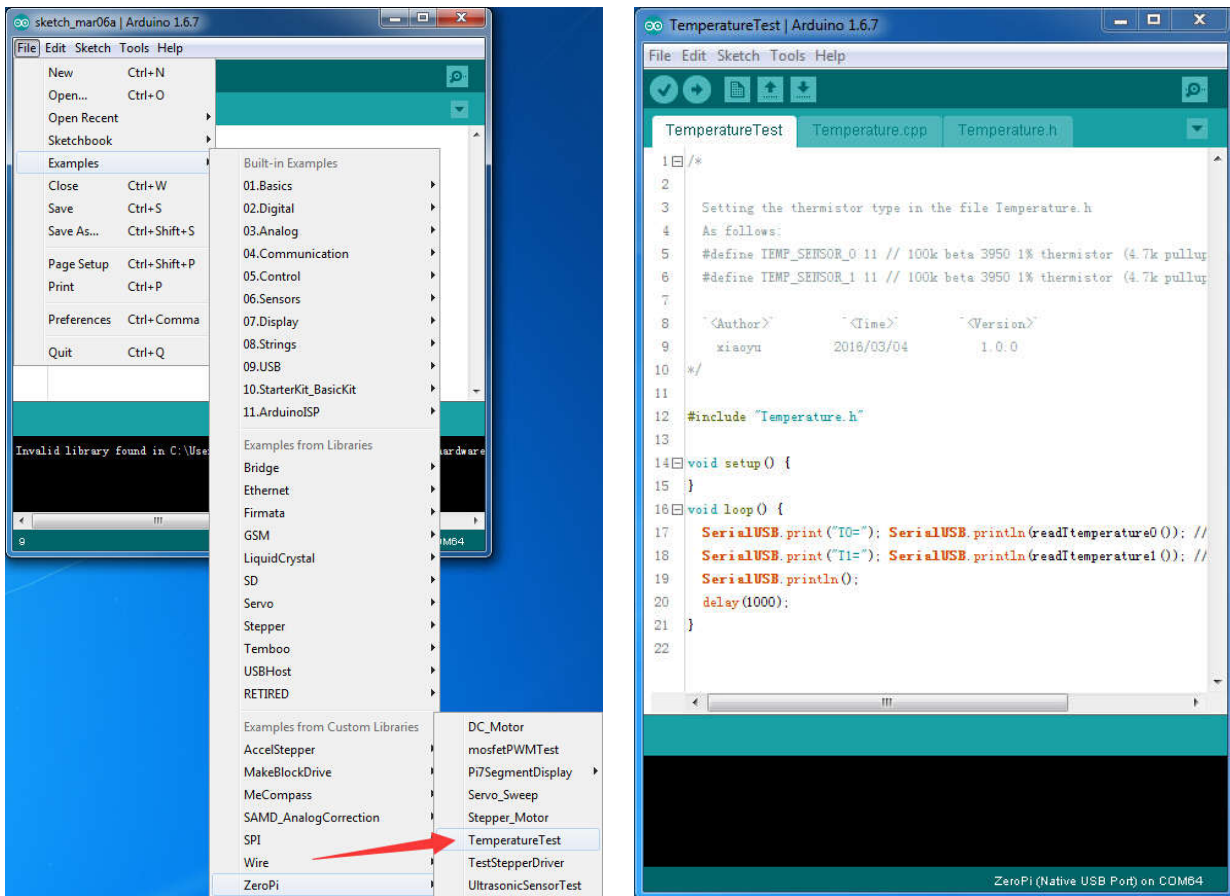 sketch_mar06a | Arduino 1.6.7
File Edit Sketch Tools Help
New Ctrl+N
Open... Ctrl+O
Open Recent
Sketchbook
Examples
Close Ctrl+W
Save Ctrl+S
Save As... Ctrl+Shift+S
Page Setup Ctrl+Shift+P
Print Ctrl+P
Preferences Ctrl+Comma
Quit Ctrl+Q
Built-in Examples
01.Basics
02.Digital
03.Analog
04.Communication
05.Control
06.Sensors
07.Display
08.Strings
09.USB
10.StarterKit_BasicKit
11.ArduinoISP
Examples from Libraries
Bridge
Ethernet
Firmata
GSM
LiquidCrystal
SD
Servo
Stepper
Temboo
USBHost
RETIRED
Examples from Custom Libraries
AccelStepper
MakeBlockDrive
MeCompass
SAMD_AnalogCorrection
SPI
Wire
ZeroPi
DC_Motor
mosfetPWMTest
Pi7SegmentDisplay
Servo_Sweep
Stepper_Motor
TemperatureTest
TestStepperDriver
UltrasonicSensorTest
Invalid library found in C:\Use
ardware
9
OM64
TemperatureTest | Arduino 1.6.7
File Edit Sketch Tools Help
TemperatureTest Temperature.cpp Temperature.h
1 /*
2
3 Setting the thermistor type in the file Temperature.h
4 As follows:
5 #define TEMP_SENSOR_0 11 // 100k beta 3950 1% thermistor (4.7k pullup
6 #define TEMP_SENSOR_1 11 // 100k beta 3950 1% thermistor (4.7k pullup
7
8 `<Author>` `<Time>` `<Version>`
9 xiaoyu 2016/03/04 1.0.0
10 */
11
12 #include "Temperature.h"
13
14 void setup() {
15 }
16 void loop() {
17 SerialUSB.print("T0="); SerialUSB.println(readTtemperature0()); //
18 SerialUSB.print("T1="); SerialUSB.println(readTtemperature1()); //
19 SerialUSB.println();
20 delay(1000);
21 }
22
ZeroPi (Native USB Port) on COM64